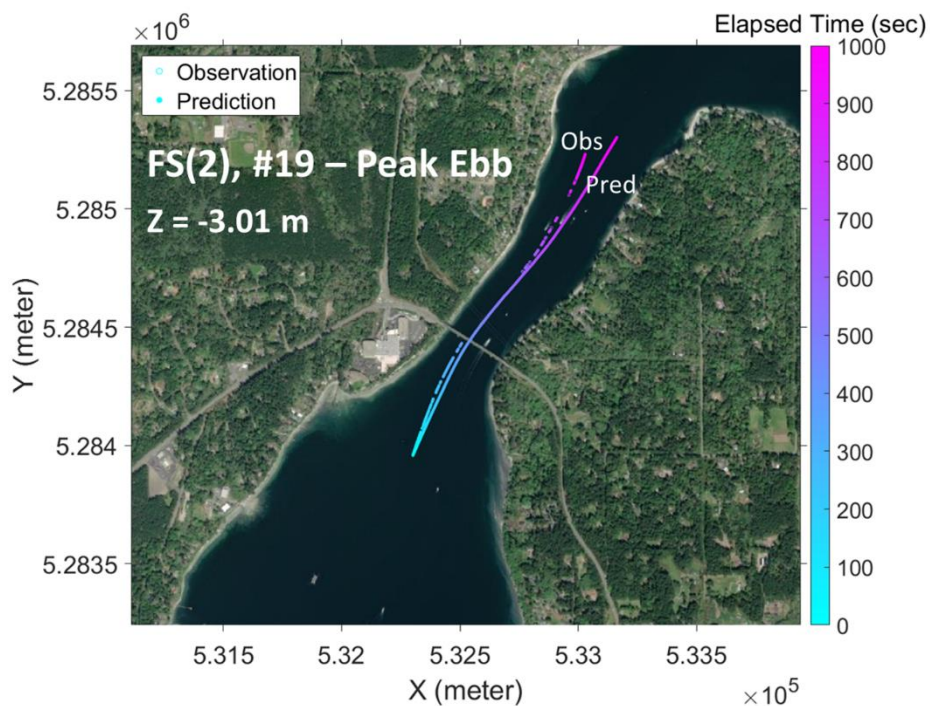 ×10⁶
Elapsed Time (sec)
Observation
Prediction
FS(2), #19 – Peak Ebb
Z = -3.01 m
Obs
Pred
5.2855
5.285
5.2845
5.284
5.2835
Y (meter)
5.315
5.32
5.325
5.33
5.335
X (meter)
×10⁵
1000
900
800
700
600
500
400
300
200
100
0